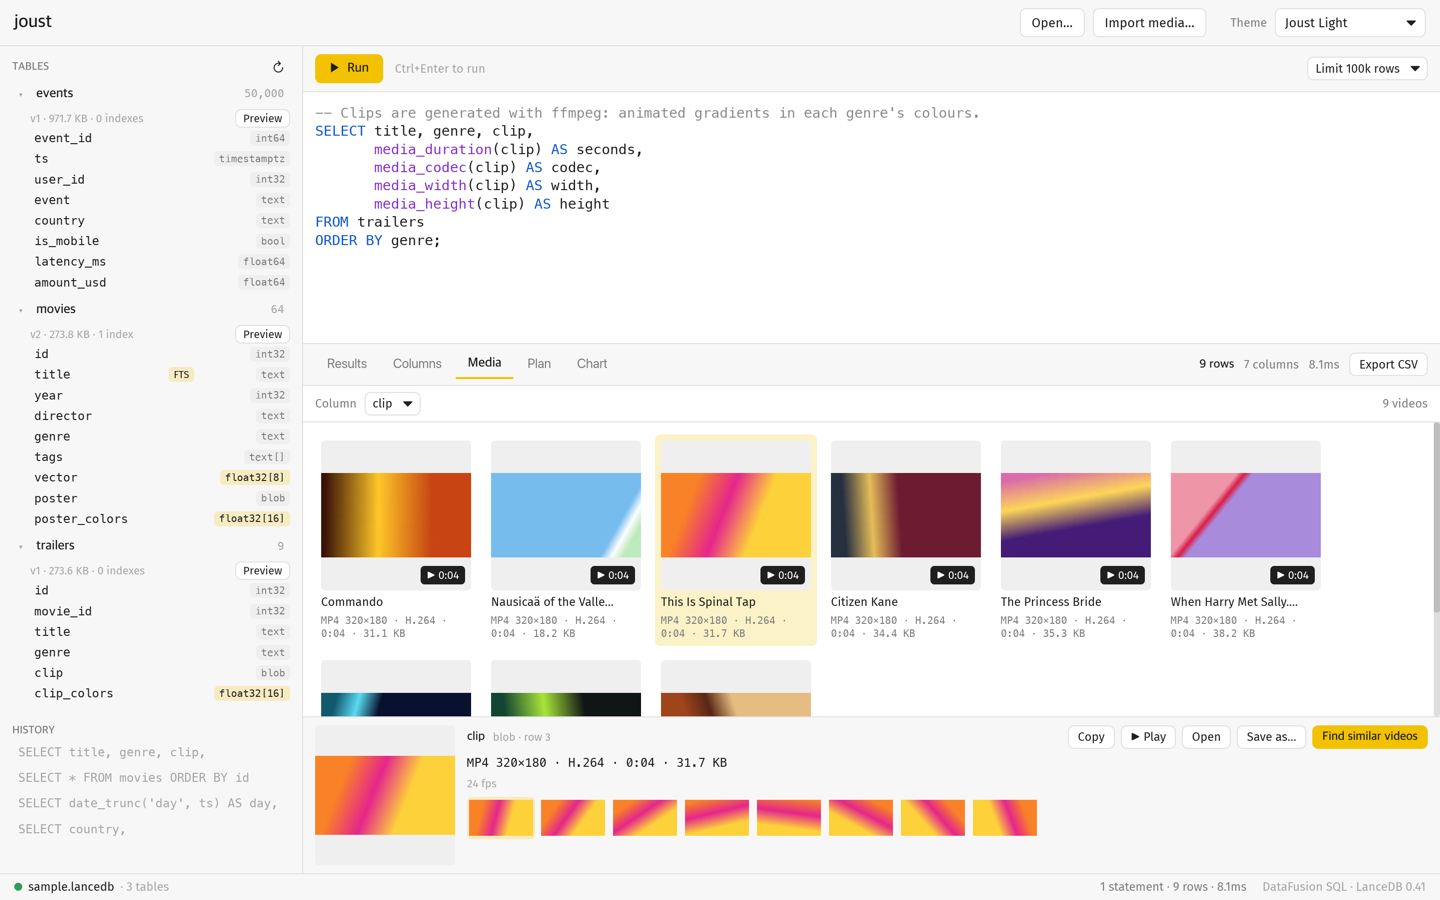 joust
Open...
Import media...
Theme
Joust Light
TABLES
events 50,000
v1 · 971.7 KB · 0 indexes Preview
event_id int64
ts timestamptz
user_id int32
event text
country text
is_mobile bool
latency_ms float64
amount_usd float64
movies 64
v2 · 273.8 KB · 1 index Preview
id int32
title FTS text
year int32
director text
genre text
tags text[]
vector float32[8]
poster blob
poster_colors float32[16]
trailers 9
v1 · 273.6 KB · 0 indexes Preview
id int32
movie_id int32
title text
genre text
clip blob
clip_colors float32[16]
HISTORY
SELECT title, genre, clip,
SELECT * FROM movies ORDER BY id
SELECT date_trunc('day', ts) AS day,
SELECT country,
Run Ctrl+Enter to run Limit 100k rows
-- Clips are generated with ffmpeg: animated gradients in each genre's colours.
SELECT title, genre, clip,
media_duration(clip) AS seconds,
media_codec(clip) AS codec,
media_width(clip) AS width,
media_height(clip) AS height
FROM trailers
ORDER BY genre;
Results Columns Media Plan Chart 9 rows 7 columns 8.1ms Export CSV
Column clip 9 videos
0:04 0:04 0:04 0:04 0:04 0:04
Commando
MP4 320×180 · H.264 ·
0:04 · 31.1 KB
Nausicaä of the Valle...
MP4 320×180 · H.264 ·
0:04 · 18.2 KB
This Is Spinal Tap
MP4 320×180 · H.264 ·
0:04 · 31.7 KB
Citizen Kane
MP4 320×180 · H.264 ·
0:04 · 34.4 KB
The Princess Bride
MP4 320×180 · H.264 ·
0:04 · 35.3 KB
When Harry Met Sally....
MP4 320×180 · H.264 ·
0:04 · 38.2 KB
clip blob · row 3 Copy Play Open Save as... Find similar videos
MP4 320×180 · H.264 · 0:04 · 31.7 KB
24 fps
sample.lancedb · 3 tables
1 statement · 9 rows · 8.1ms DataFusion SQL · LanceDB 0.41